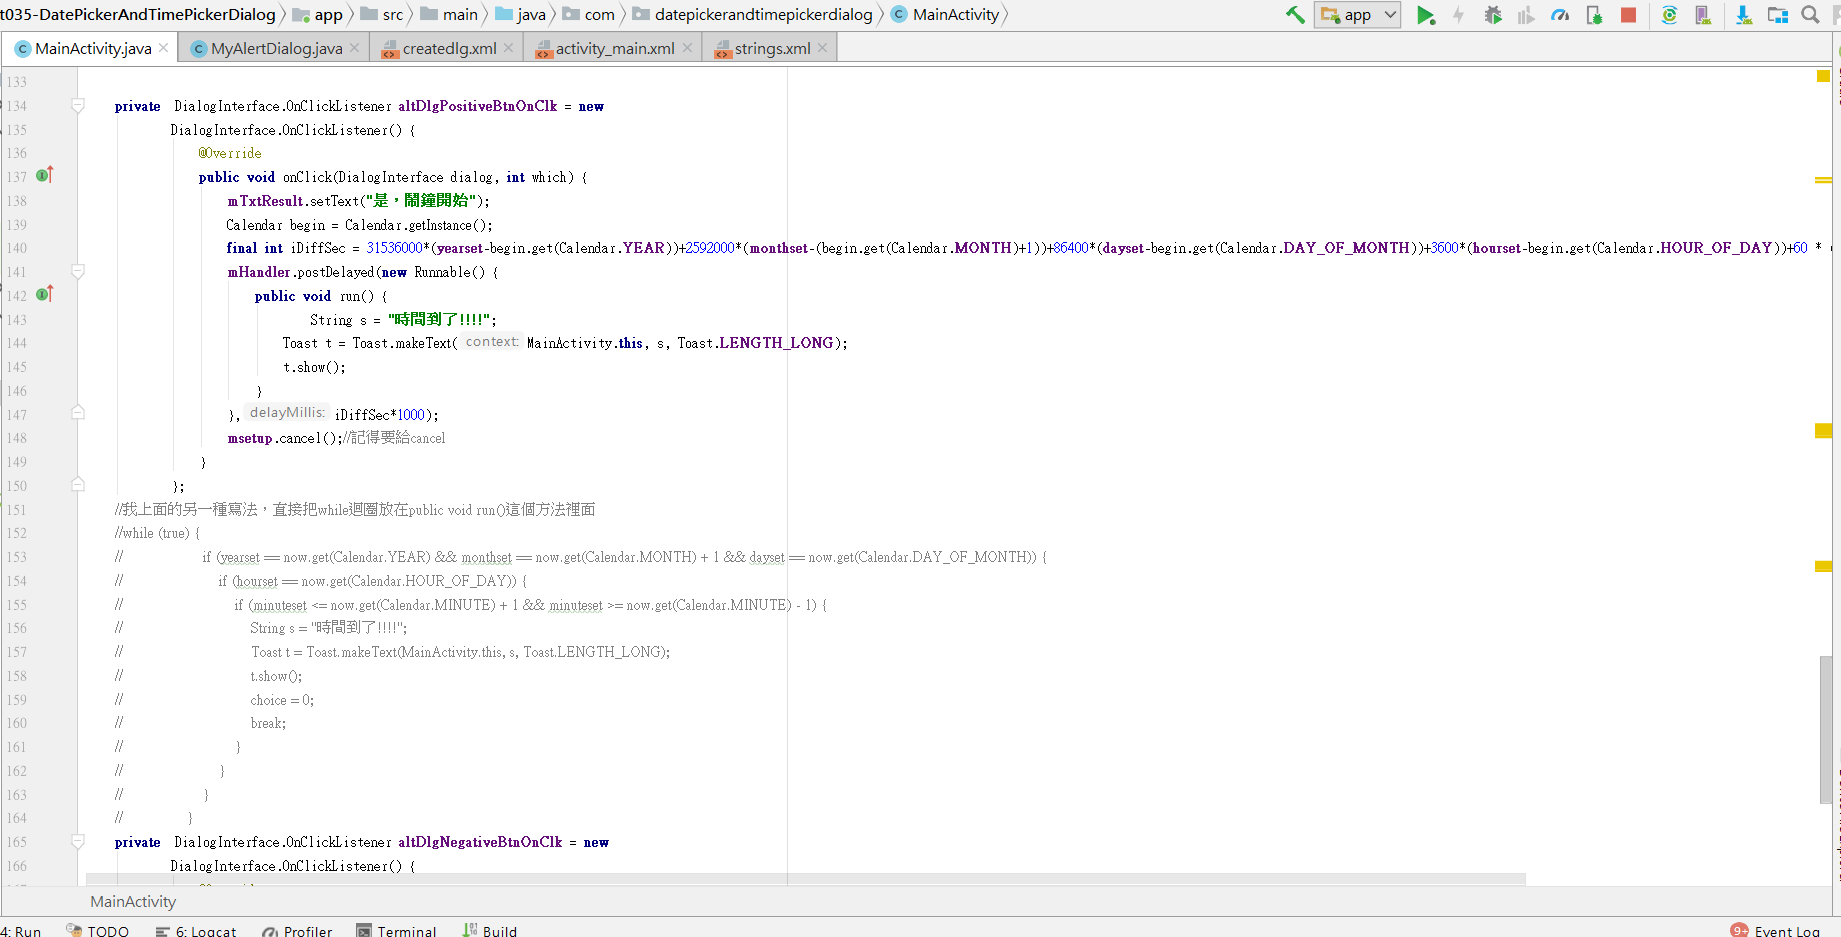 t035-DatePickerAndTimePickerDialog app src main java com datepickerandtimepickerdialog MainActivity app
MainActivity.java MyAlertDialog.java createdlg.xml activity_main.xml strings.xml
133
134 private DialogInterface.OnClickListener altDlgPositiveBtnOnClk = new
135 DialogInterface.OnClickListener() {
136 @Override
137 public void onClick(DialogInterface dialog, int which) {
138 mTxtResult.setText("是，鬧鐘開始");
139 Calendar begin = Calendar.getInstance();
140 final int iDiffSec = 31536000*(yearset-begin.get(Calendar.YEAR))+2592000*(monthset-(begin.get(Calendar.MONTH)+1))+86400*(dayset-begin.get(Calendar.DAY_OF_MONTH))+3600*(hourset-begin.get(Calendar.HOUR_OF_DAY))+60 *
141 mHandler.postDelayed(new Runnable() {
142 public void run() {
143 String s = "時間到了!!!!";
144 Toast t = Toast.makeText( context: MainActivity.this, s, Toast.LENGTH_LONG);
145 t.show();
146 }
147 }, delayMillis: iDiffSec*1000);
148 msetup.cancel();//記得要給cancel
149 }
150 };
151 //我上面的另一種寫法，直接把while迴圈放在public void run()這個方法裡面
152 //while (true) {
153 // if (yearset == now.get(Calendar.YEAR) && monthset == now.get(Calendar.MONTH) + 1 && dayset == now.get(Calendar.DAY_OF_MONTH)) {
154 // if (hourset == now.get(Calendar.HOUR_OF_DAY)) {
155 // if (minuteset <= now.get(Calendar.MINUTE) + 1 && minuteset >= now.get(Calendar.MINUTE) - 1) {
156 // String s = "時間到了!!!!";
157 // Toast t = Toast.makeText(MainActivity.this, s, Toast.LENGTH_LONG);
158 // t.show();
159 // choice = 0;
160 // break;
161 // }
162 // }
163 // }
164 // }
165 private DialogInterface.OnClickListener altDlgNegativeBtnOnClk = new
166 DialogInterface.OnClickListener() {
MainActivity
4: Run TODO 6: Logcat Profiler Terminal Build 9+ Event Log